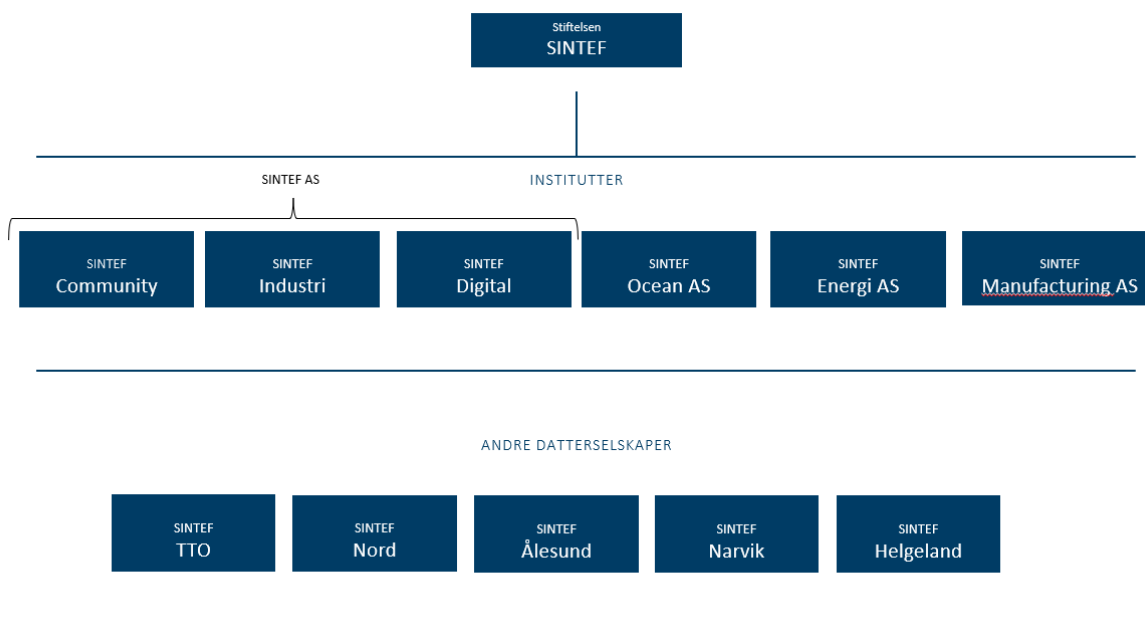 Stiftelsen
SINTEF
SINTEF AS
INSTITUTTER
SINTEF
Community
SINTEF
Industri
SINTEF
Digital
SINTEF
Ocean AS
SINTEF
Energi AS
SINTEF
Manufacturing AS
ANDRE DATTERSELSKAPER
SINTEF
TTO
SINTEF
Nord
SINTEF
Ålesund
SINTEF
Narvik
SINTEF
Helgeland